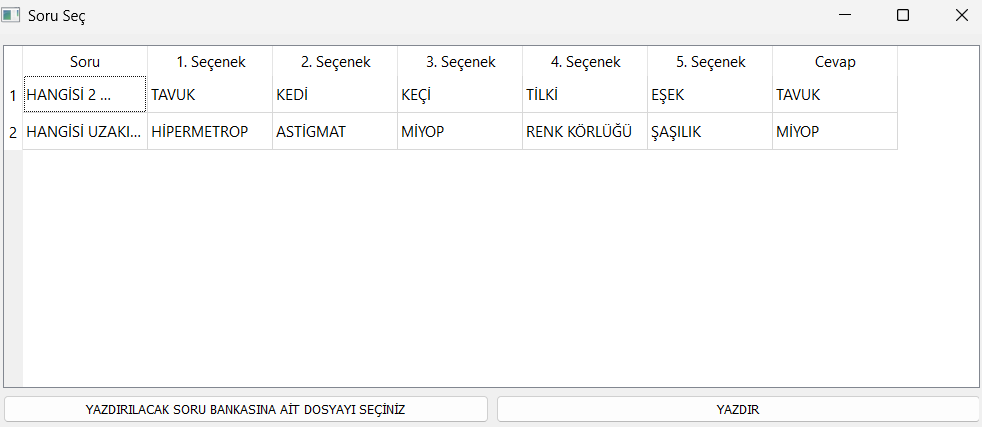 Soru Seç
Soru 1. Seçenek 2. Seçenek 3. Seçenek 4. Seçenek 5. Seçenek Cevap
1 HANGİSİ 2 ... TAVUK KEDİ KEÇİ TİLKİ EŞEK TAVUK
2 HANGİSİ UZAKI... HİPERMETROP ASTİGMAT MİYOP RENK KÖRLÜĞÜ ŞAŞILIK MİYOP
YAZDIRILACAK SORU BANKASINA AİT DOSYAYI SEÇİNİZ YAZDIR